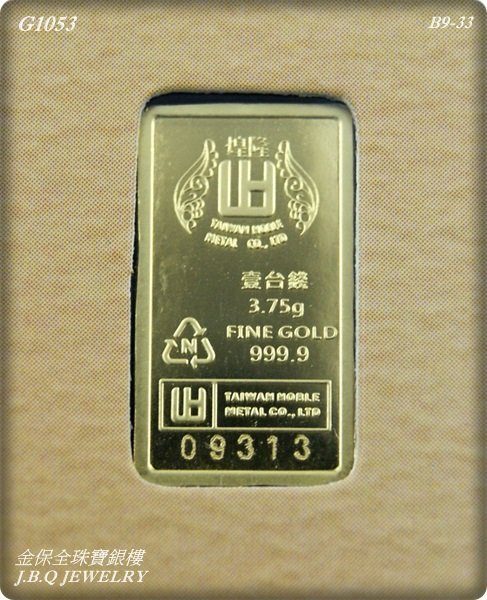 G1053
B9-33
煌隆
TAIWAN NOBLE
METAL CO., LTD
壹台錢
3.75g
FINE GOLD
999.9
N
TAIWAN NOBLE
METAL CO., LTD
09313
金保全珠寶銀樓
J.B.Q JEWELRY